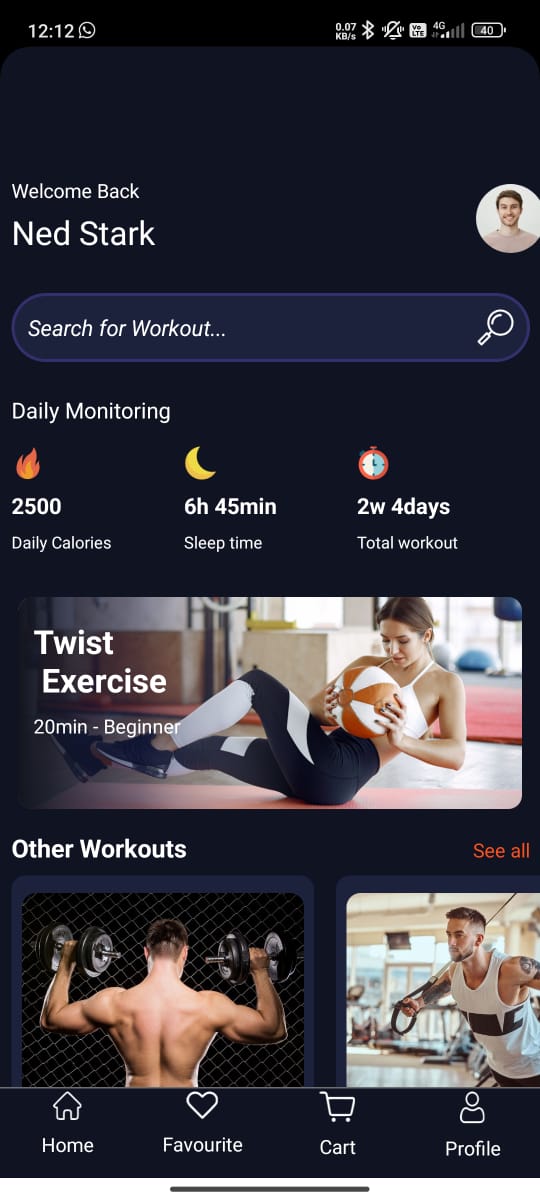 12:12
0.07
KB/s
Vo
LTE
4G
40
Welcome Back
Ned Stark
Search for Workout...
Daily Monitoring
2500
6h 45min
2w 4days
Daily Calories
Sleep time
Total workout
Twist
Exercise
20min - Beginner
Other Workouts
See all
Home
Favourite
Cart
Profile